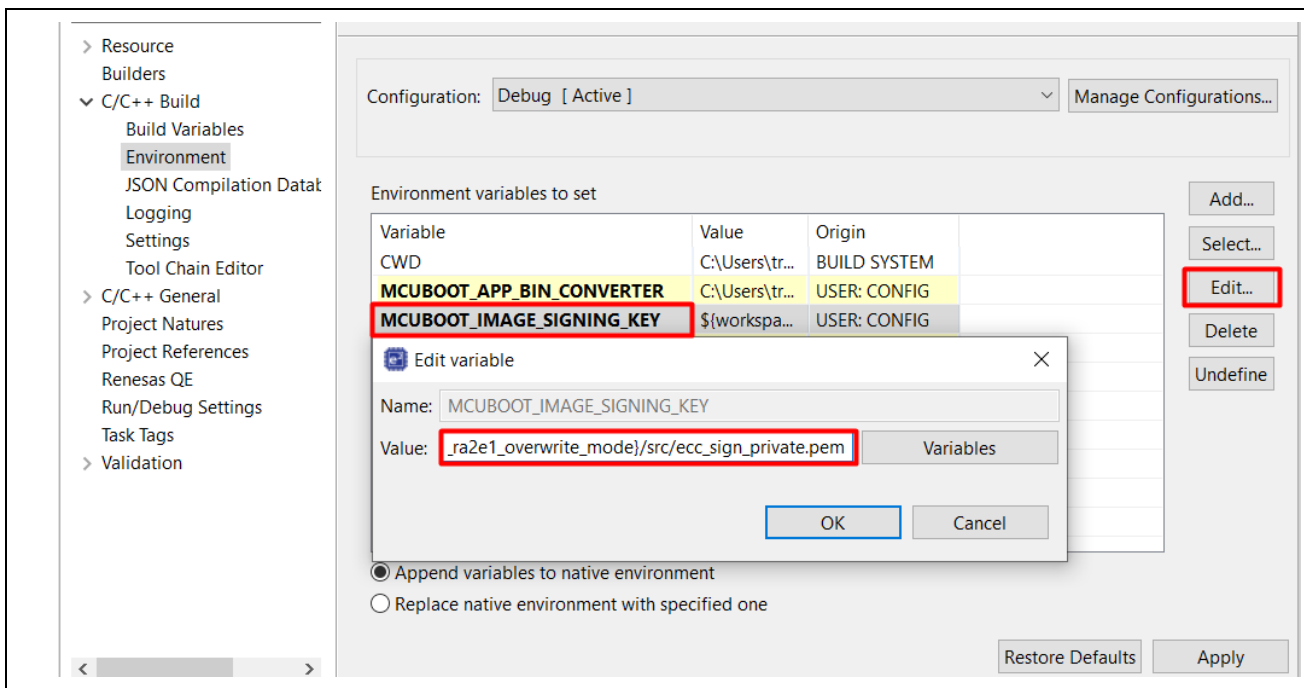 Resource
Builders
C/C++ Build
Build Variables
Environment
JSON Compilation Datab
Logging
Settings
Tool Chain Editor
C/C++ General
Project Natures
Project References
Renesas QE
Run/Debug Settings
Task Tags
Validation
Configuration: Debug [ Active ] Manage Configurations...
Environment variables to set
Variable Value Origin
CWD C:\Users\tr... BUILD SYSTEM
MCUBOOT_APP_BIN_CONVERTER C:\Users\tr... USER: CONFIG
MCUBOOT_IMAGE_SIGNING_KEY ${workspa... USER: CONFIG
Add...
Select...
Edit...
Delete
Undefine
Edit variable
Name: MCUBOOT_IMAGE_SIGNING_KEY
Value: _ra2e1_overwrite_mode}/src/ecc_sign_private.pem Variables
OK Cancel
Append variables to native environment
Replace native environment with specified one
Restore Defaults Apply